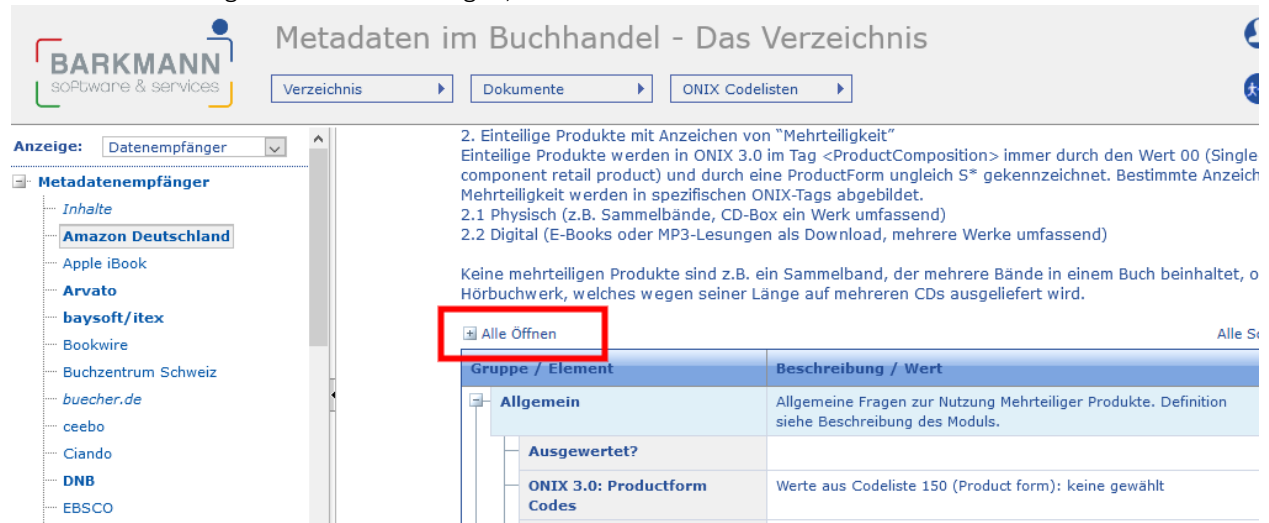 BARKMANN
software & services
Metadaten im Buchhandel - Das Verzeichnis
Verzeichnis
Dokumente
ONIX Codelisten
Anzeige:
Datenempfänger
Metadatenempfänger
Inhalte
Amazon Deutschland
Apple iBook
Arvato
baysoft/itex
Bookwire
Buchzentrum Schweiz
buecher.de
ceebo
Ciando
DNB
EBSCO
2. Einteilige Produkte mit Anzeichen von "Mehrteiligkeit"
Einteilige Produkte werden in ONIX 3.0 im Tag <ProductComposition> immer durch den Wert 00 (Single
component retail product) und durch eine ProductForm ungleich S* gekennzeichnet. Bestimmte Anzeich
Mehrteiligkeit werden in spezifischen ONIX-Tags abgebildet.
2.1 Physisch (z.B. Sammelbände, CD-Box ein Werk umfassend)
2.2 Digital (E-Books oder MP3-Lesungen als Download, mehrere Werke umfassend)
Keine mehrteiligen Produkte sind z.B. ein Sammelband, der mehrere Bände in einem Buch beinhaltet, o
Hörbuchwerk, welches wegen seiner Länge auf mehreren CDs ausgeliefert wird.
Alle Öffnen
Alle Sc
Gruppe / Element
Beschreibung / Wert
Allgemein
Allgemeine Fragen zur Nutzung Mehrteiliger Produkte. Definition
siehe Beschreibung des Moduls.
Ausgewertet?
ONIX 3.0: Productform
Codes
Werte aus Codeliste 150 (Product form): keine gewählt